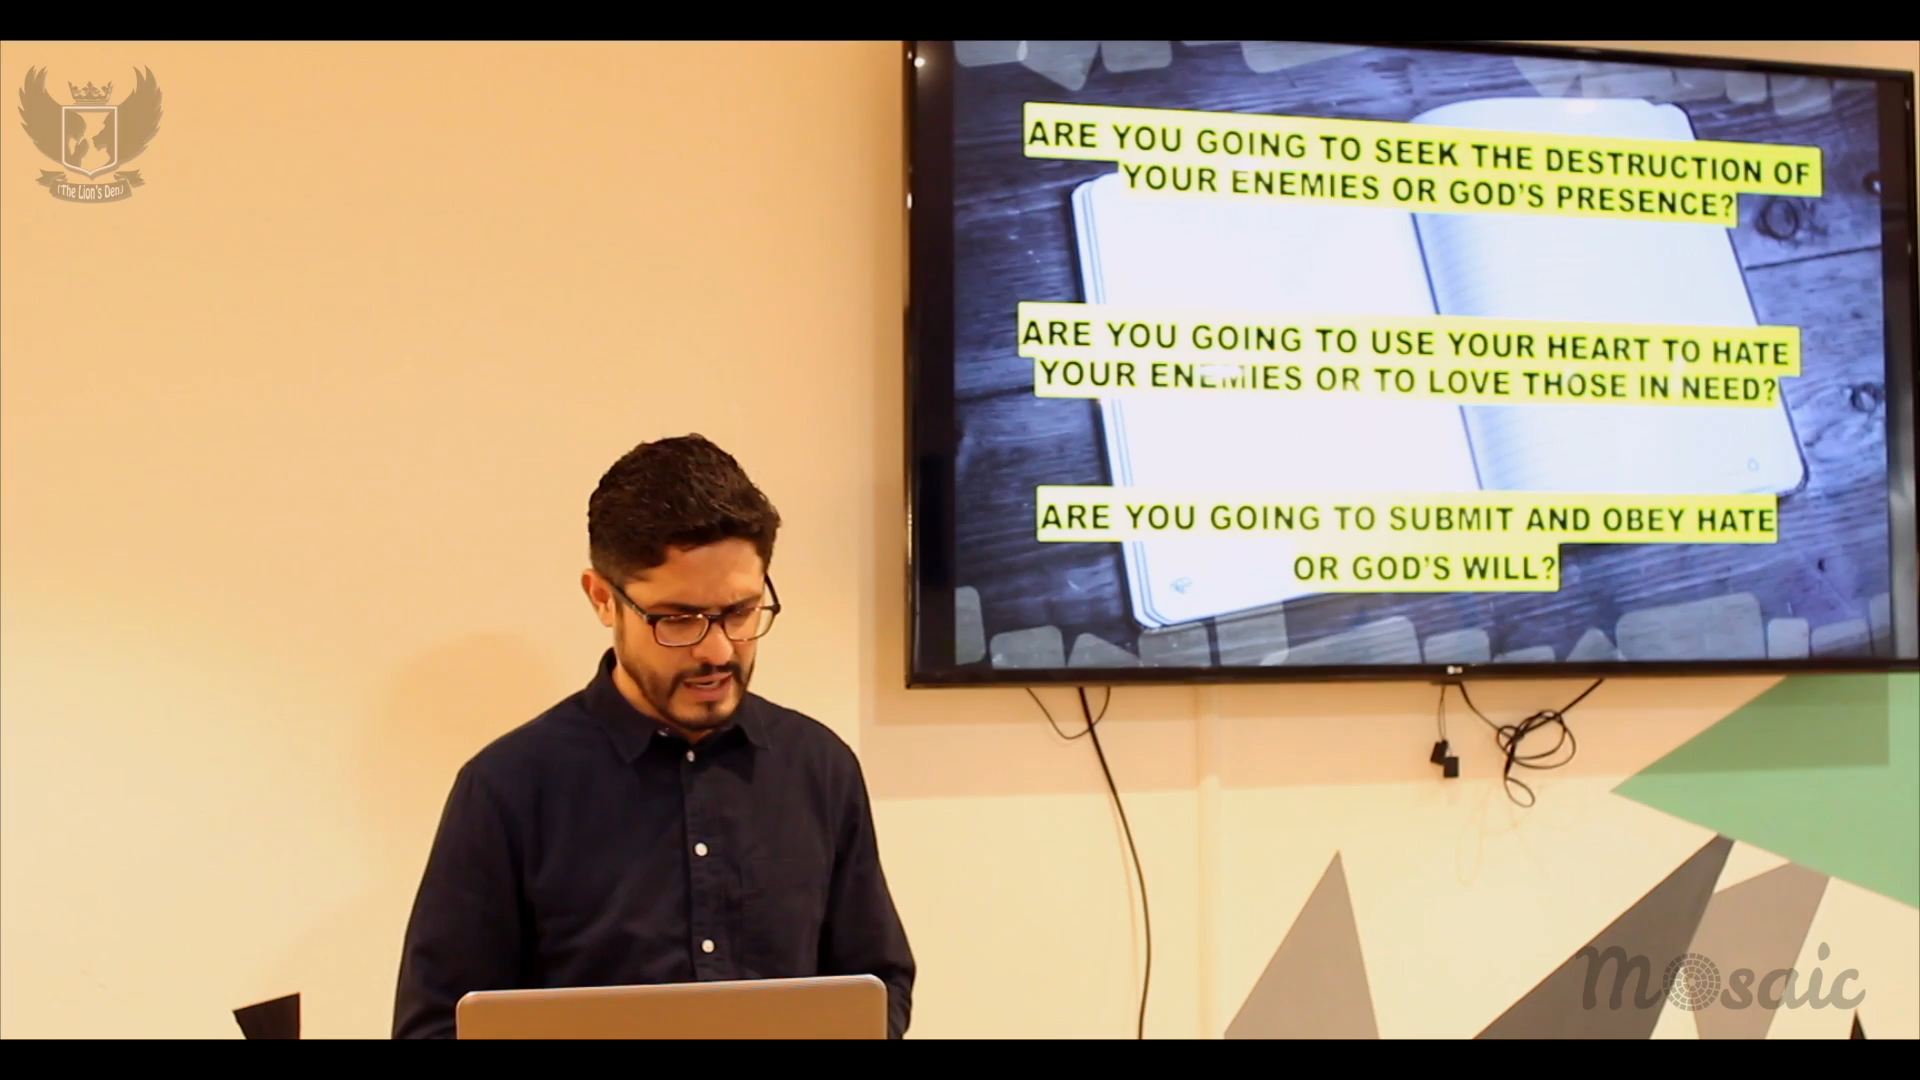 (The Lion's Den)
ARE YOU GOING TO SEEK THE DESTRUCTION OF
YOUR ENEMIES OR GOD'S PRESENCE?
ARE YOU GOING TO USE YOUR HEART TO HATE
YOUR ENEMIES OR TO LOVE THOSE IN NEED?
ARE YOU GOING TO SUBMIT AND OBEY HATE
OR GOD'S WILL?
LG
Mosaic